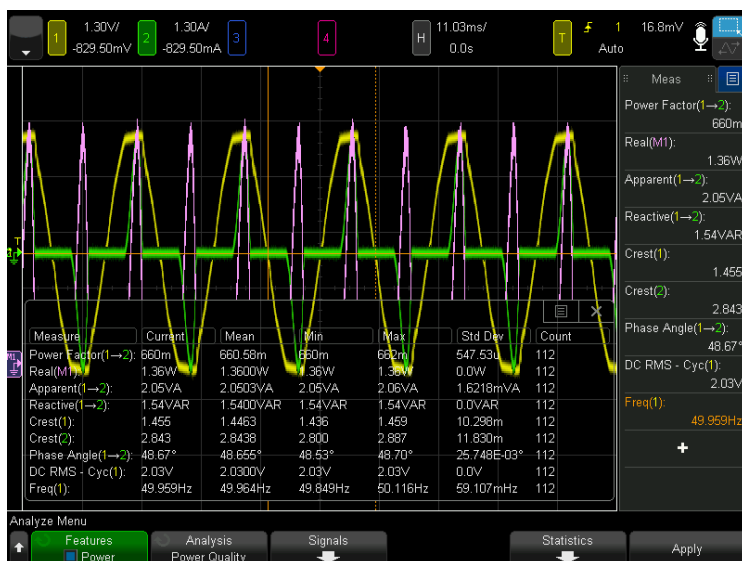 1 1.30V/ 2 1.30A/ 3 4 H 11.03ms/ T 1 16.8mV
-829.50mV -829.50mA 0.0s Auto
Meas
Power Factor(1→2):
660m
Real(M1):
1.36W
Apparent(1→2):
2.05VA
Reactive(1→2):
1.54VAR
Crest(1):
1.455
Crest(2):
2.843
Phase Angle(1→2):
48.67°
DC RMS - Cyc(1):
2.03V
Freq(1):
49.959Hz
T
M1
Measure Current Mean Min Max Std Dev Count
Power Factor(1→2): 660m 660.58m 660m 662m 547.53u 112
Real(M1): 1.36W 1.3600W 1.36W 1.36W 0.0W 112
Apparent(1→2): 2.05VA 2.0503VA 2.05VA 2.06VA 1.6218mVA 112
Reactive(1→2): 1.54VAR 1.5400VAR 1.54VAR 1.54VAR 0.0VAR 112
Crest(1): 1.455 1.4463 1.436 1.459 10.298m 112
Crest(2): 2.843 2.8438 2.800 2.887 11.830m 112
Phase Angle(1→2): 48.67° 48.655° 48.53° 48.70° 25.748E-03° 112
DC RMS - Cyc(1): 2.03V 2.0300V 2.03V 2.03V 0.0V 112
Freq(1): 49.959Hz 49.964Hz 49.849Hz 50.116Hz 59.107mHz 112
Analyze Menu
Features Analysis Signals Statistics Apply
Power Power Quality